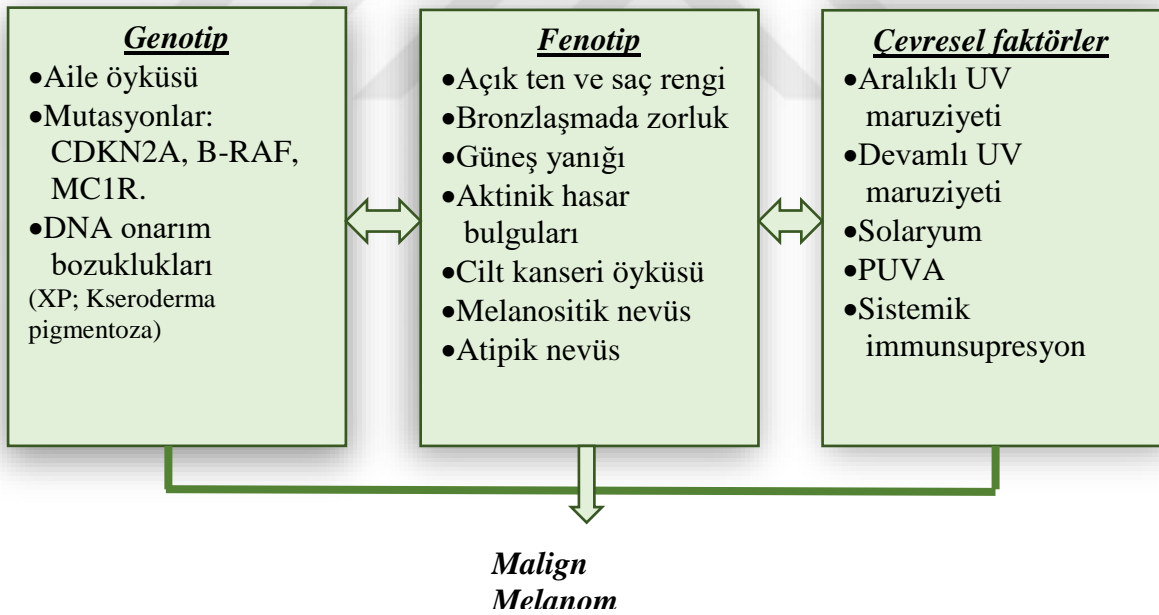 Genotip
•Aile öyküsü
•Mutasyonlar:
CDKN2A, B-RAF,
MC1R.
•DNA onarım
bozuklukları
(XP; Kseroderma
pigmentoza)
Fenotip
•Açık ten ve saç rengi
•Bronzlaşmada zorluk
•Güneş yanığı
•Aktinik hasar
bulguları
•Cilt kanseri öyküsü
•Melanositik nevüs
•Atipik nevüs
Çevresel faktörler
•Aralıklı UV
maruziyeti
•Devamlı UV
maruziyeti
•Solaryum
•PUVA
•Sistemik
immunsupresyon
Malign
Melanom